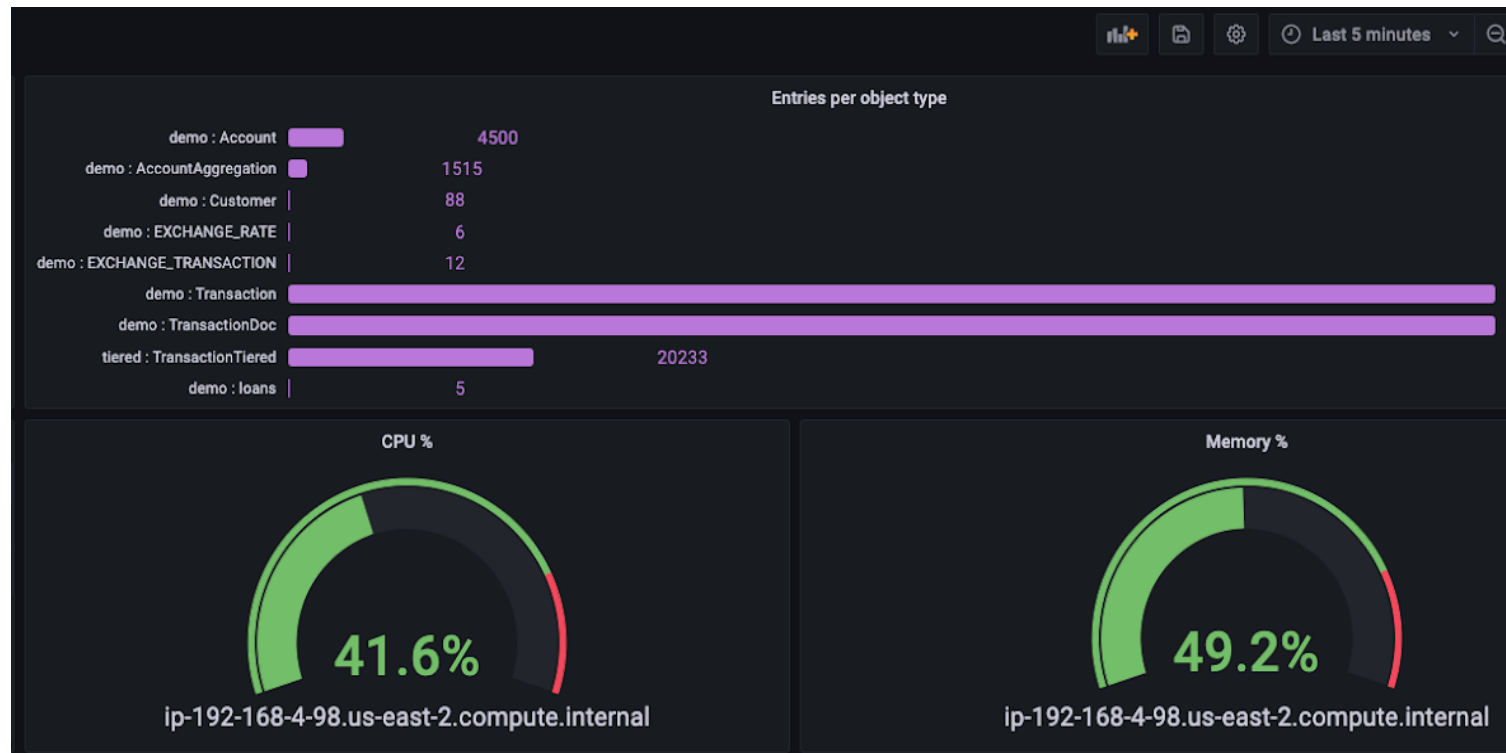 Last 5 minutes
Entries per object type
demo : Account 4500
demo : AccountAggregation 1515
demo : Customer 88
demo : EXCHANGE_RATE 6
demo : EXCHANGE_TRANSACTION 12
demo : Transaction
demo : TransactionDoc
tiered : TransactionTiered 20233
demo : loans 5
CPU %
41.6%
ip-192-168-4-98.us-east-2.compute.internal
Memory %
49.2%
ip-192-168-4-98.us-east-2.compute.internal